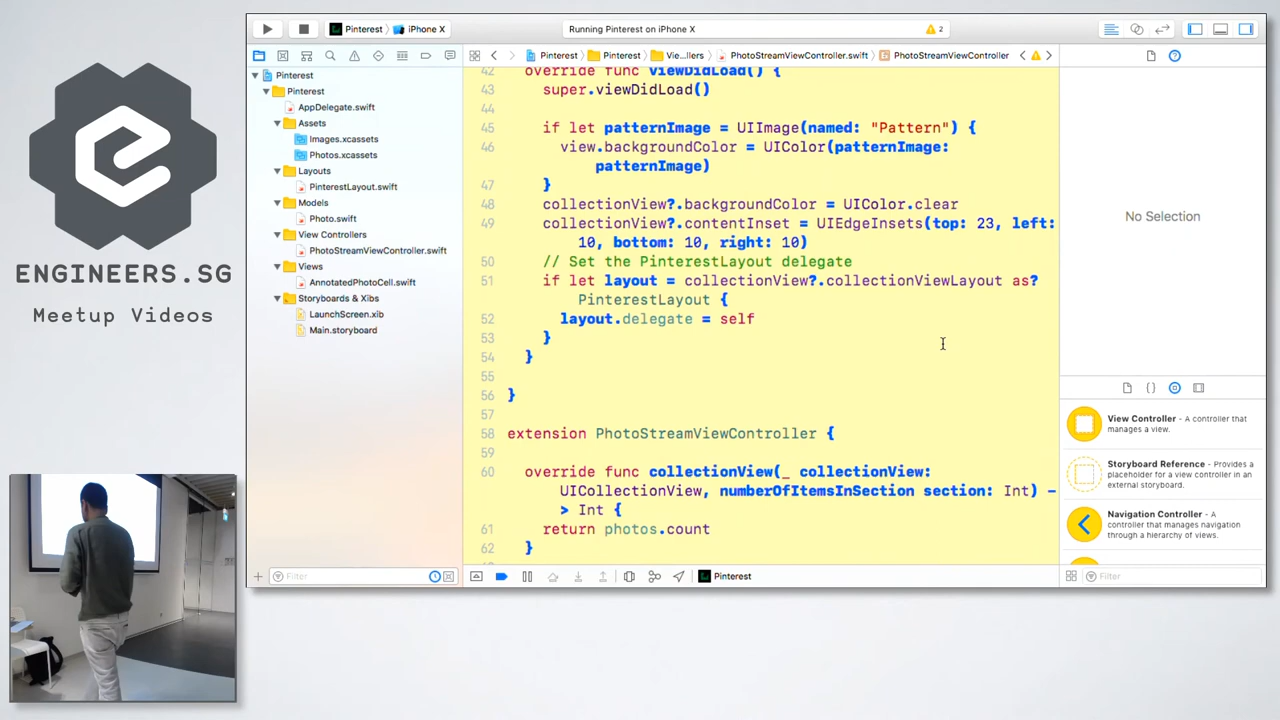 ENGINEERS.SG
Meetup Videos
Pinterest
iPhone X
Running Pinterest on iPhone X
2
Pinterest
Pinterest
Vie...llers
PhotoStreamViewController.swift
PhotoStreamViewController
Pinterest
Pinterest
AppDelegate.swift
Assets
Images.xcassets
Photos.xcassets
Layouts
PinterestLayout.swift
Models
Photo.swift
View Controllers
PhotoStreamViewController.swift
Views
AnnotatedPhotoCell.swift
Storyboards & Xibs
LaunchScreen.xib
Main.storyboard
Filter
42 override func viewDidLoad() {
43 super.viewDidLoad()
44
45 if let patternImage = UIImage(named: "Pattern") {
46 view.backgroundColor = UIColor(patternImage:
patternImage)
47 }
48 collectionView?.backgroundColor = UIColor.clear
49 collectionView?.contentInset = UIEdgeInsets(top: 23, left:
10, bottom: 10, right: 10)
50 // Set the PinterestLayout delegate
51 if let layout = collectionView?.collectionViewLayout as?
PinterestLayout {
52 layout.delegate = self
53 }
54 }
55
56 }
57
58 extension PhotoStreamViewController {
59
60 override func collectionView(_ collectionView:
UICollectionView, numberOfItemsInSection section: Int) -
> Int {
61 return photos.count
62 }
Pinterest
No Selection
View Controller - A controller that
manages a view.
Storyboard Reference - Provides a
placeholder for a view controller in an
external storyboard.
Navigation Controller - A
controller that manages navigation
through a hierarchy of views.
Filter